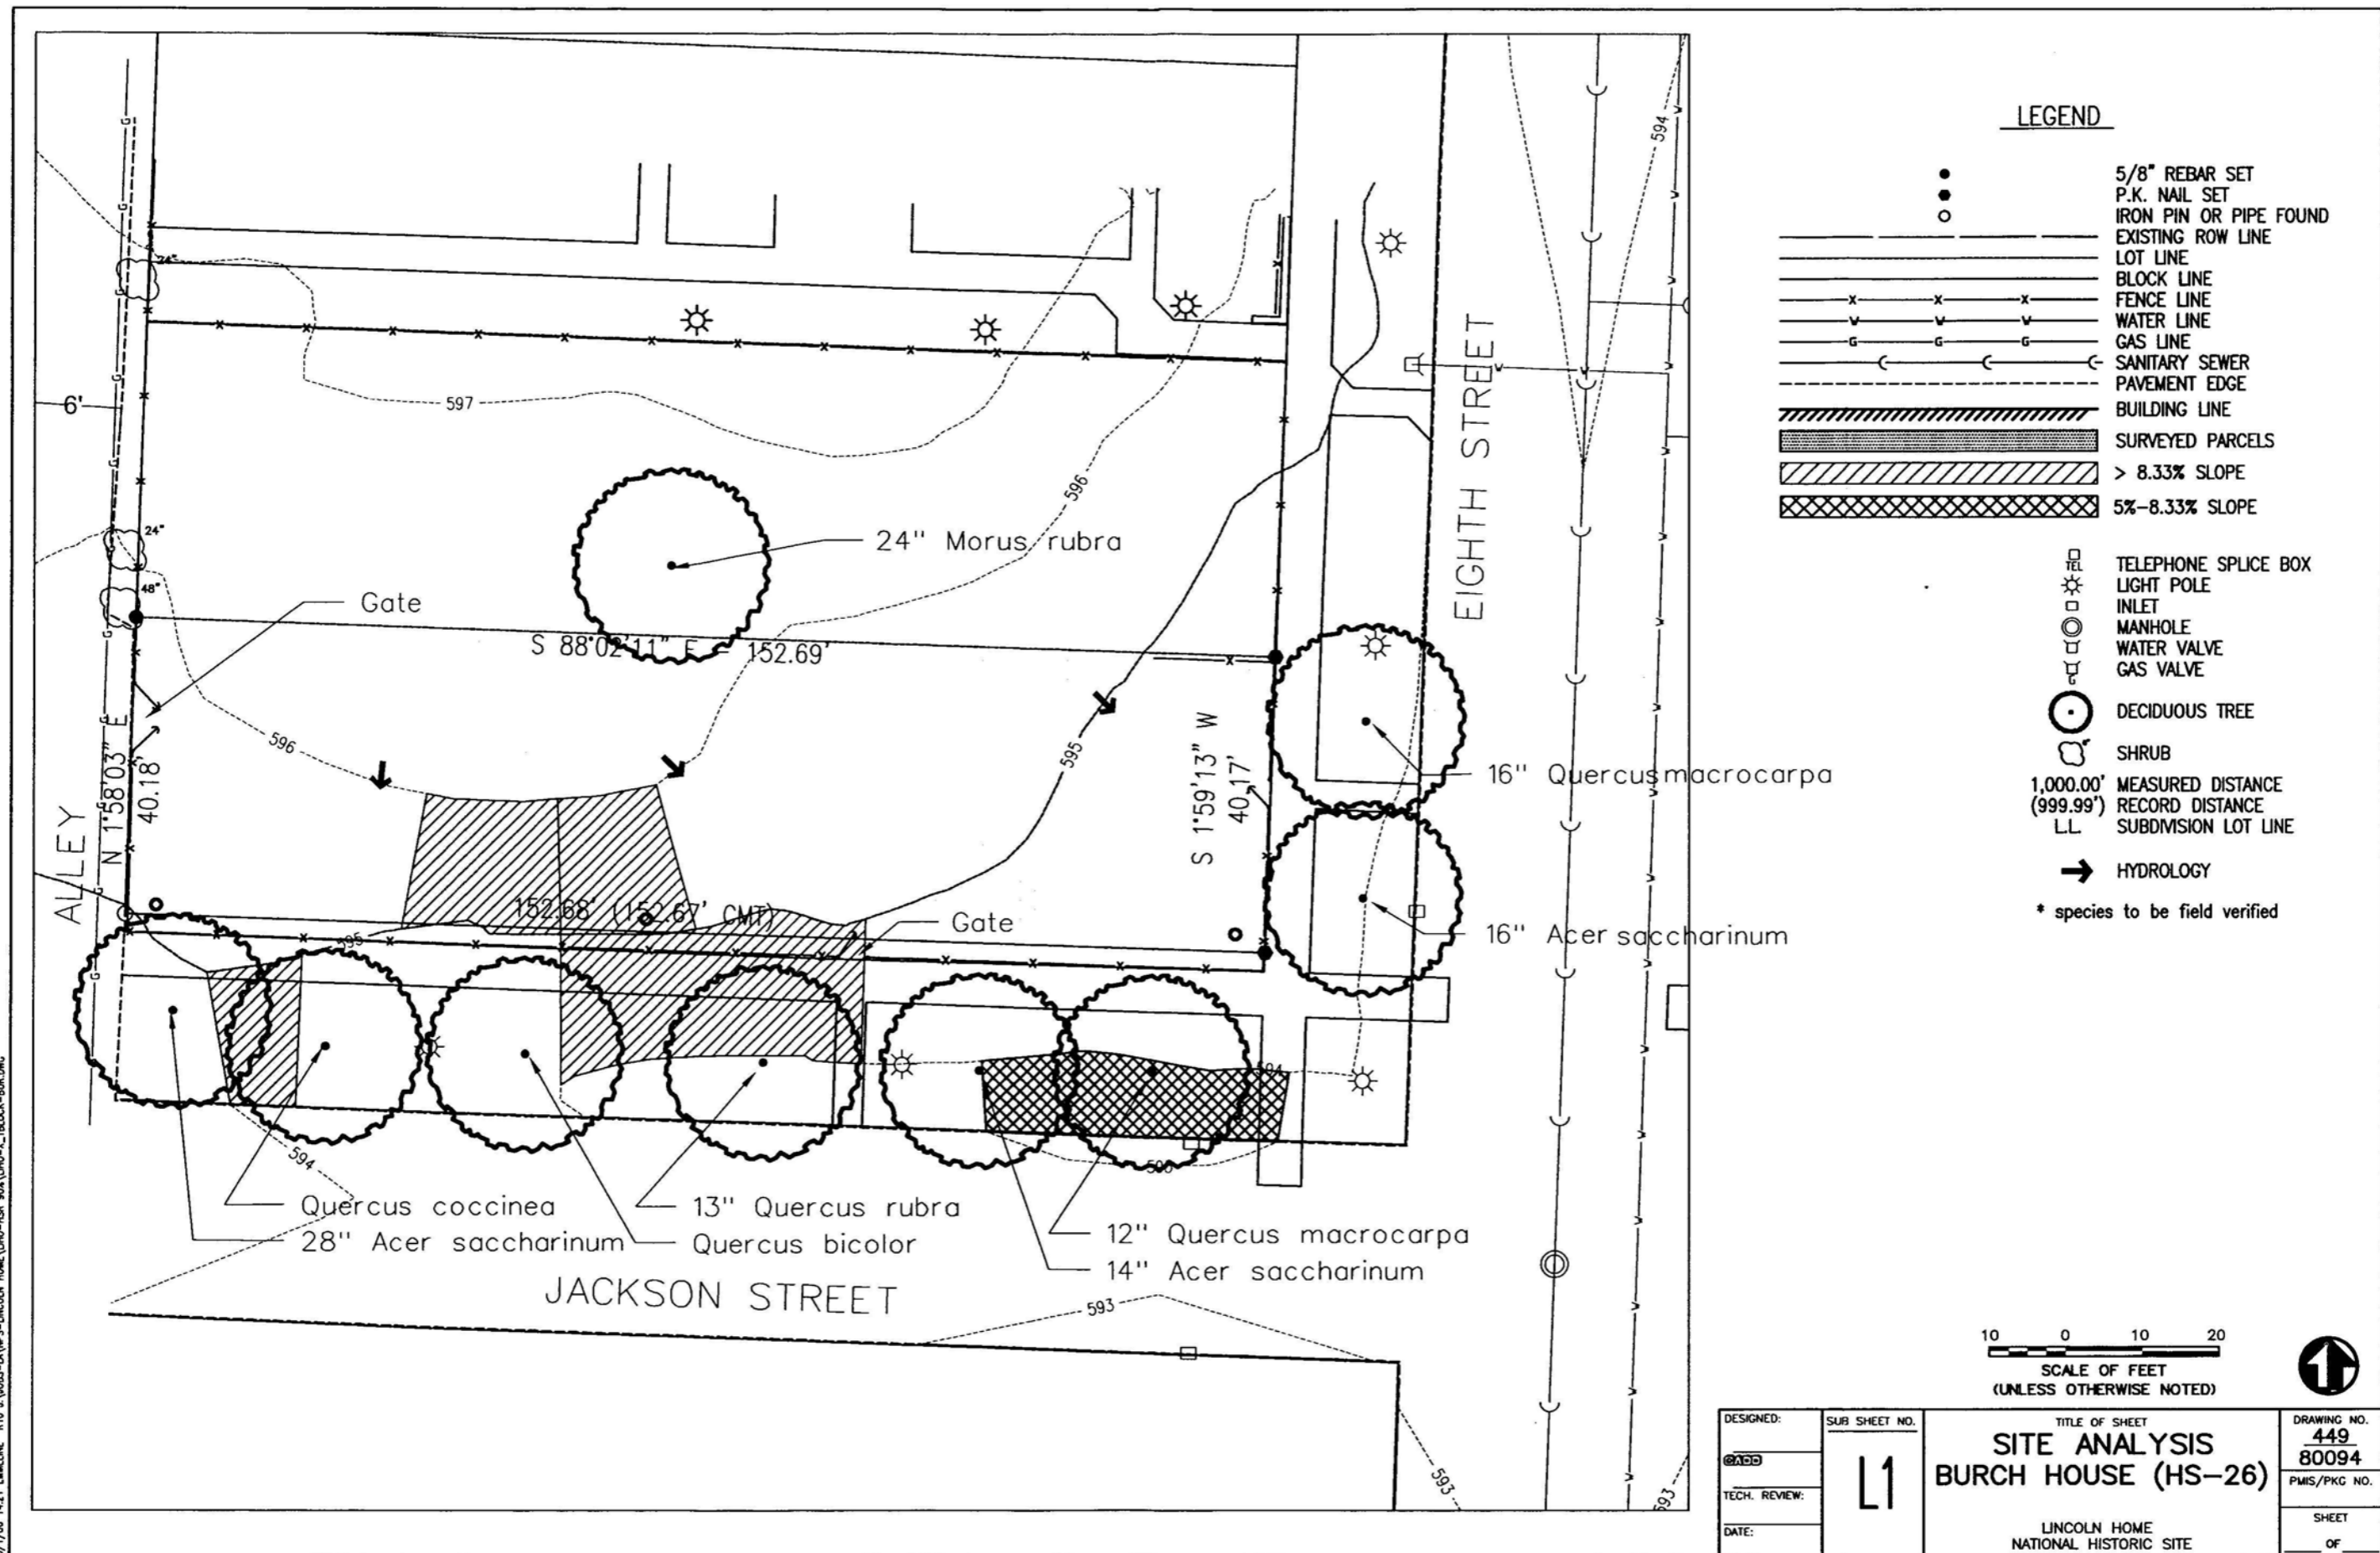 LEGEND
5/8" REBAR SET
P.K. NAIL SET
IRON PIN OR PIPE FOUND
EXISTING ROW LINE
LOT LINE
BLOCK LINE
FENCE LINE
WATER LINE
GAS LINE
SANITARY SEWER
PAVEMENT EDGE
BUILDING LINE
SURVEYED PARCELS
> 8.33% SLOPE
5%-8.33% SLOPE
TEL
TELEPHONE SPLICE BOX
LIGHT POLE
INLET
MANHOLE
WATER VALVE
GAS VALVE
DECIDUOUS TREE
SHRUB
1,000.00' MEASURED DISTANCE
(999.99') RECORD DISTANCE
L.L. SUBDIVISION LOT LINE
HYDROLOGY
* species to be field verified
594
24"
6'
597
EIGHTH STREET
596
24" Morus rubra
24"
48"
Gate
S 88°02'11" E - 152.69'
16" Quercus macrocarpa
596
595
N 1°58'03" E
40.18'
S 1°59'13" W
40.17'
ALLEY
152.68' (152.67' CMT)
Gate
16" Acer saccharinum
595
594
594
Quercus coccinea
28" Acer saccharinum
13" Quercus rubra
Quercus bicolor
12" Quercus macrocarpa
14" Acer saccharinum
JACKSON STREET
593
593
593
10 0 10 20
SCALE OF FEET
(UNLESS OTHERWISE NOTED)
DESIGNED:
CADD
TECH. REVIEW:
DATE:
SUB SHEET NO.
L1
TITLE OF SHEET
SITE ANALYSIS
BURCH HOUSE (HS-26)
LINCOLN HOME
NATIONAL HISTORIC SITE
DRAWING NO.
449
80094
PMIS/PKG NO.
SHEET
OF